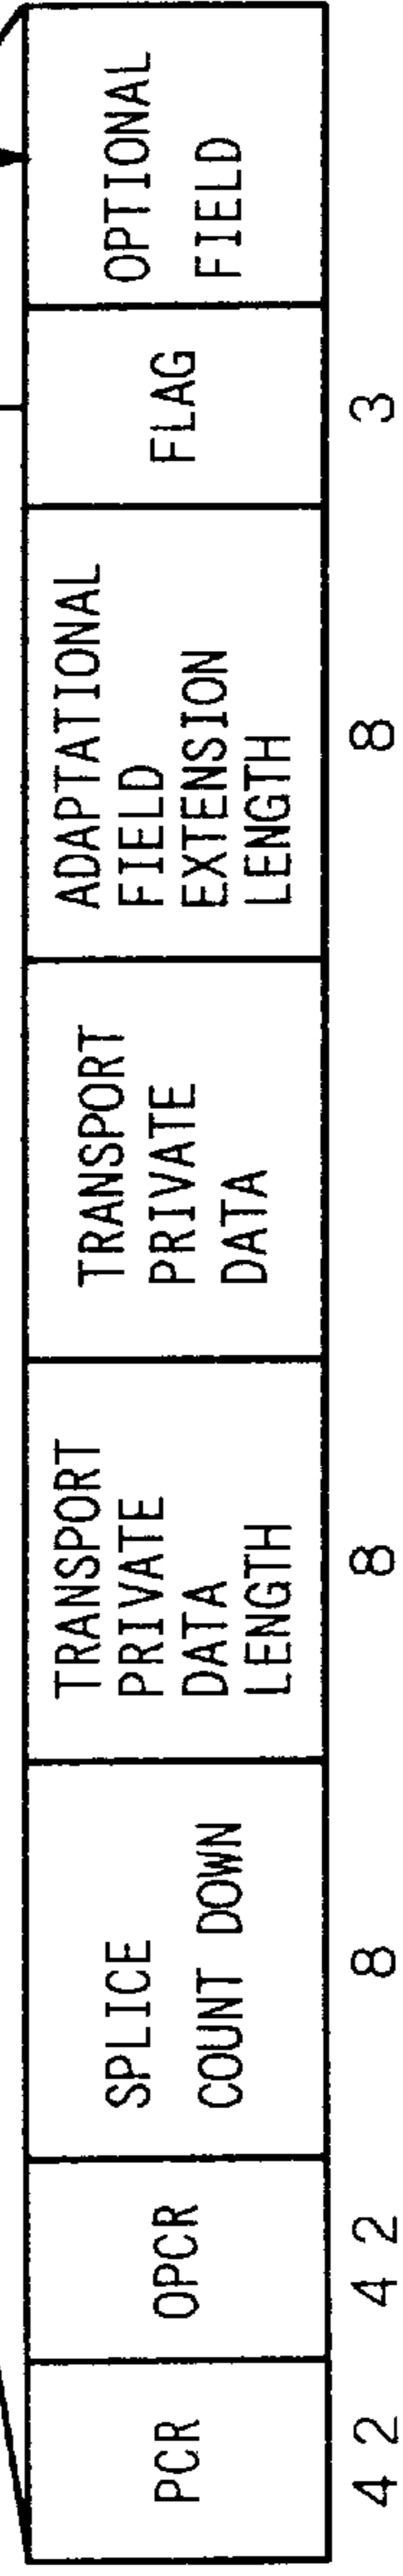 PCR
OPCR
SPLICE
COUNT DOWN
TRANSPORT
PRIVATE
DATA
LENGTH
TRANSPORT
PRIVATE
DATA
ADAPTATIONAL
FIELD
EXTENSION
LENGTH
FLAG
OPTIONAL
FIELD
42
42
8
8
8
3